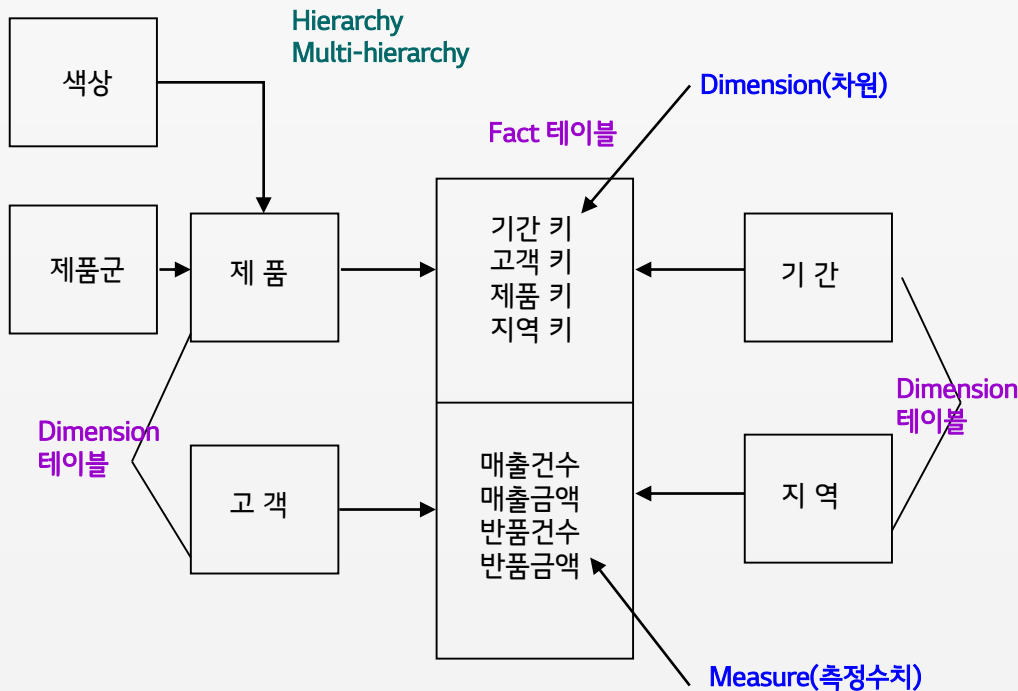 Hierarchy
Multi-hierarchy
색상
Dimension(차원)
Fact 테이블
제품군
제 품
기간 키
고객 키
제품 키
지역 키
기 간
Dimension
테이블
Dimension
테이블
고 객
매출건수
매출금액
반품건수
반품금액
지 역
Measure(측정수치)